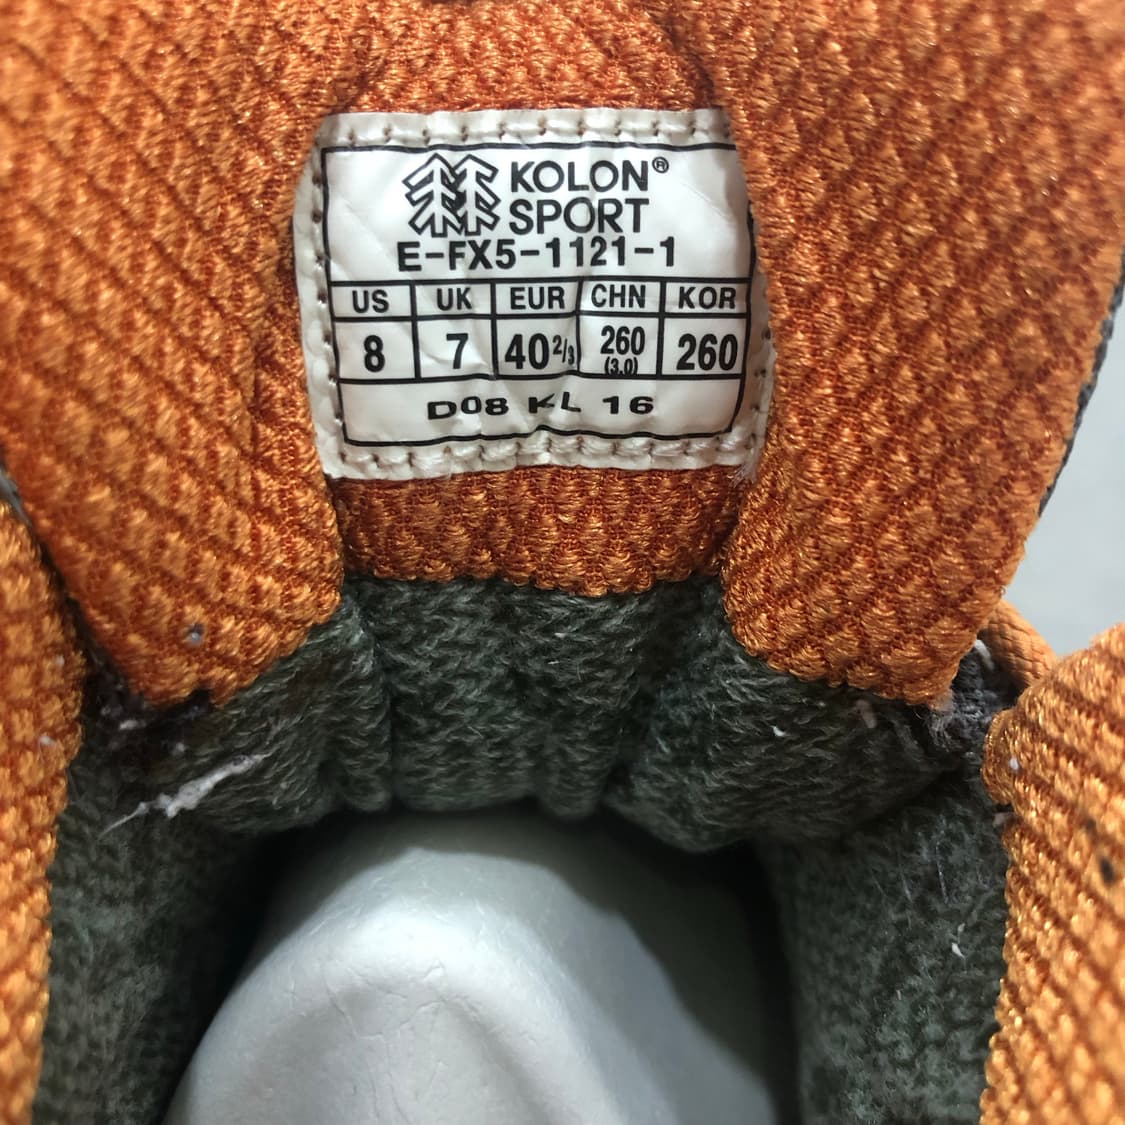 KOLON®
SPORT
E-FX5-1121-1
US UK EUR CHN KOR
8 7 40 2/3 260 (3.0) 260
D08 KL 16